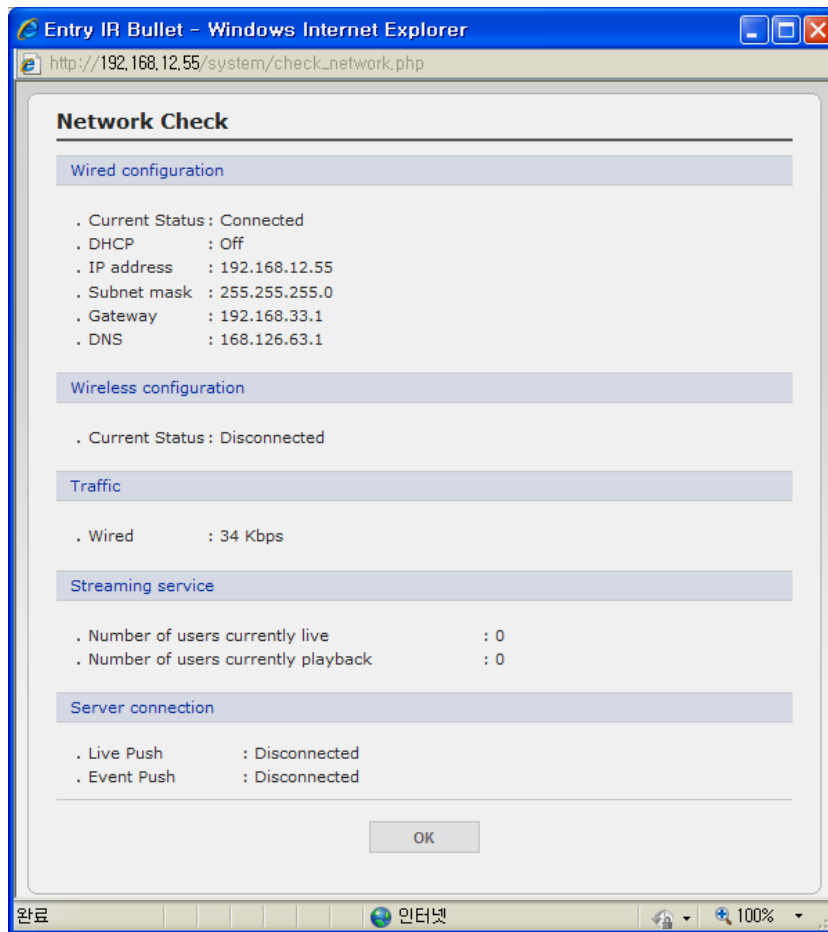 Entry IR Bullet - Windows Internet Explorer
http://192,168,12,55/system/check_network,php
Network Check
Wired configuration
. Current Status : Connected
. DHCP : Off
. IP address : 192.168.12.55
. Subnet mask : 255.255.255.0
. Gateway : 192.168.33.1
. DNS : 168.126.63.1
Wireless configuration
. Current Status : Disconnected
Traffic
. Wired : 34 Kbps
Streaming service
. Number of users currently live : 0
. Number of users currently playback : 0
Server connection
. Live Push : Disconnected
. Event Push : Disconnected
OK
완료 인터넷 100%